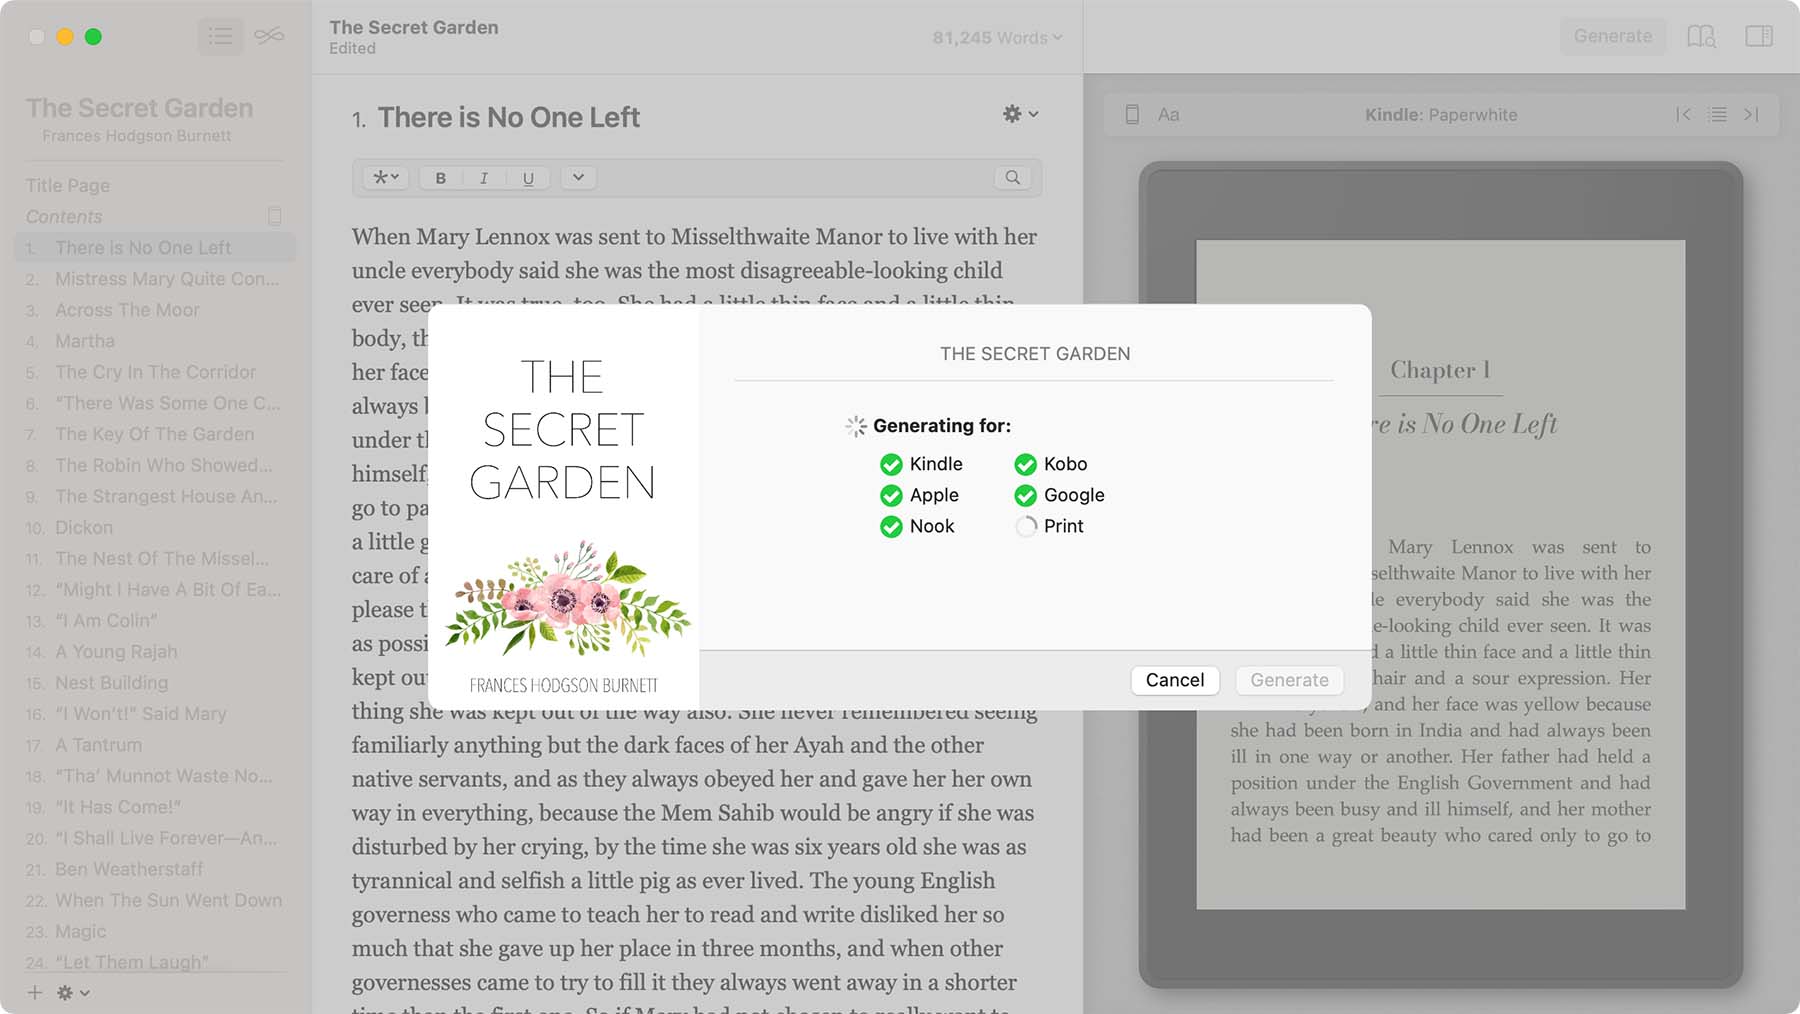 The Secret Garden
Edited
81,245 Words
Generate
The Secret Garden
Frances Hodgson Burnett
Title Page
Contents
1. There is No One Left
2. Mistress Mary Quite Con...
3. Across The Moor
4. Martha
5. The Cry In The Corridor
6. “There Was Some One C...
7. The Key Of The Garden
8. The Robin Who Showed...
9. The Strangest House An...
10. Dickon
11. The Nest Of The Missel...
12. “Might I Have A Bit Of Ea...
13. “I Am Colin”
14. A Young Rajah
15. Nest Building
16. “I Won’t!” Said Mary
17. A Tantrum
18. “Tha’ Munnot Waste No...
19. “It Has Come!”
20. “I Shall Live Forever—An...
21. Ben Weatherstaff
22. When The Sun Went Down
23. Magic
24. “Let Them Laugh”
1. There is No One Left
B I U
When Mary Lennox was sent to Misselthwaite Manor to live with her
uncle everybody said she was the most disagreeable-looking child
ever seen. It was true, too. She had a little thin face and a little thin
body, th
her face
always b
under th
himself,
go to pa
a little g
care of a
please t
as possi
kept ou
thing she was kept out of the way also. She never remembered seeing
familiarly anything but the dark faces of her Ayah and the other
native servants, and as they always obeyed her and gave her her own
way in everything, because the Mem Sahib would be angry if she was
disturbed by her crying, by the time she was six years old she was as
tyrannical and selfish a little pig as ever lived. The young English
governess who came to teach her to read and write disliked her so
much that she gave up her place in three months, and when other
governesses came to try to fill it they always went away in a shorter
time than the first one. So if Mary had not chosen to really want to
THE
SECRET
GARDEN
FRANCES HODGSON BURNETT
THE SECRET GARDEN
Generating for:
Kindle Kobo
Apple Google
Nook Print
Cancel Generate
Aa Kindle: Paperwhite
Chapter 1
re is No One Left
Mary Lennox was sent to
selthwaite Manor to live with her
le everybody said she was the
e-looking child ever seen. It was
d a little thin face and a little thin
hair and a sour expression. Her
, and her face was yellow because
she had been born in India and had always been
ill in one way or another. Her father had held a
position under the English Government and had
always been busy and ill himself, and her mother
had been a great beauty who cared only to go to